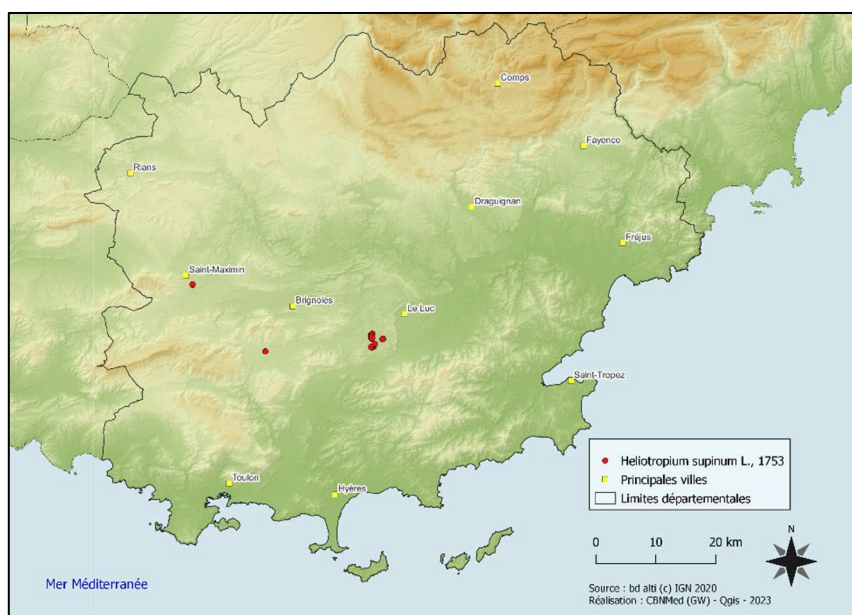 Comps
Fayence
Rians
Draguignan
Fréjus
Saint-Maximin
Brignoles
Le Luc
Saint-Tropez
Toulon
Hyères
Heliotropium supinum L., 1753
Principales villes
Limites départementales
N
0 10 20 km
Mer Méditerranée
Source : bd alti (c) IGN 2020
Réalisation : CBNMed (GW) - Qgis - 2023